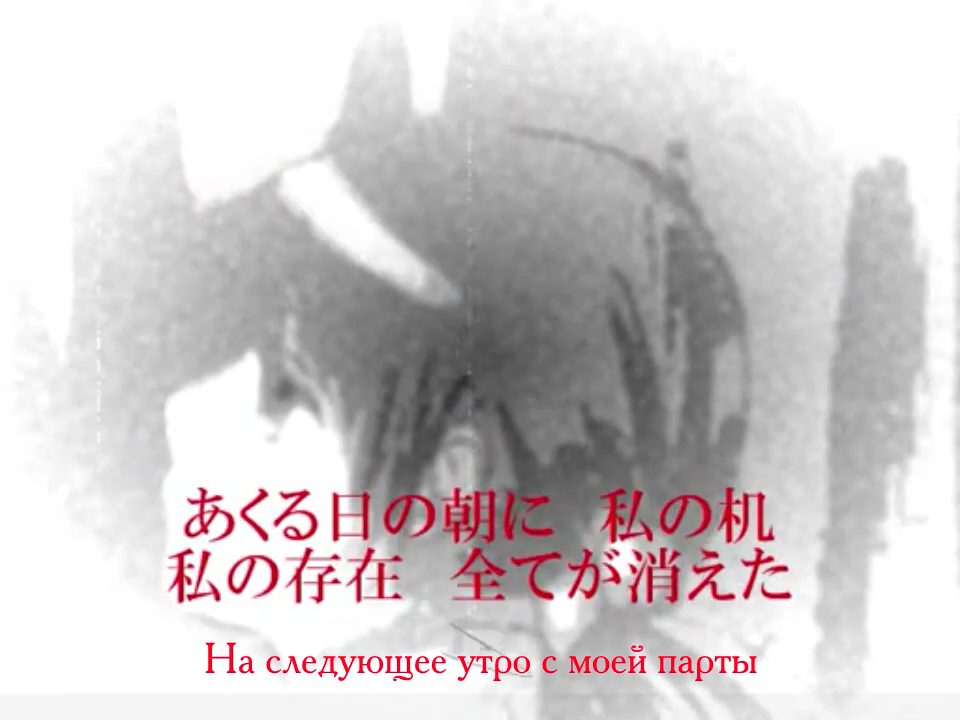 あくる日の朝に　私の机
私の存在　全てが消えた
На следующее утро с моей парты